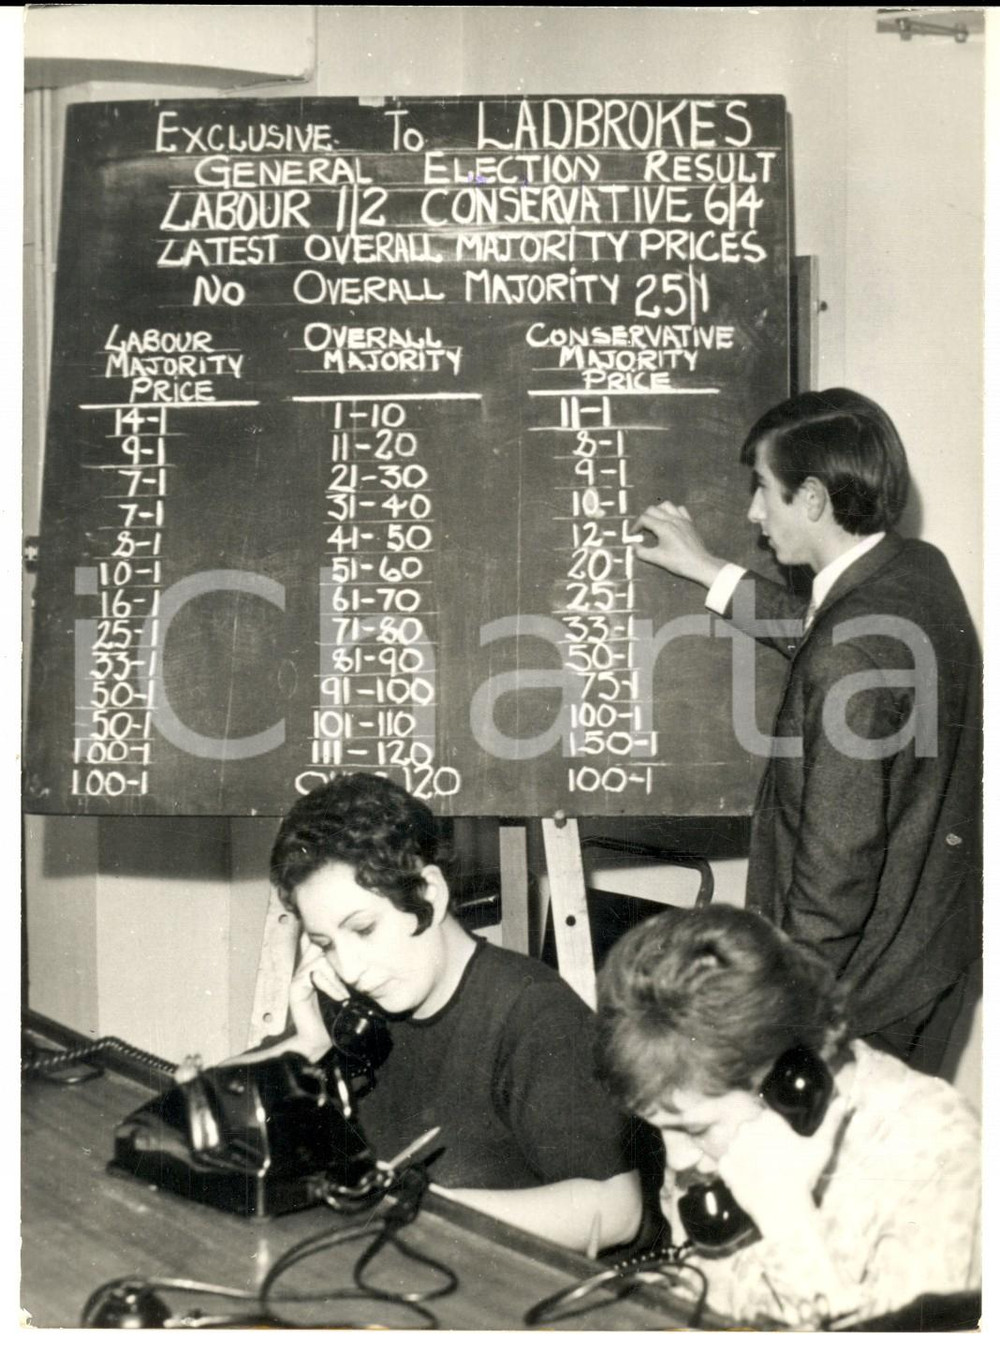 EXCLUSIVE To LADBROKES
GENERAL ELECTION RESULT
LABOUR 1/2 CONSERVATIVE 6/4
LATEST OVERALL MAJORITY PRICES
No OVERALL MAJORITY 25/1
LABOUR MAJORITY PRICE OVERALL MAJORITY CONSERVATIVE MAJORITY PRICE
14-1 1-10 11-1
9-1 11-20 8-1
7-1 21-30 9-1
7-1 31-40 10-1
8-1 41-50 12-
10-1 51-60 20-1
16-1 61-70 25-1
25-1 71-80 33-1
33-1 81-90 50-1
50-1 91-100 75-1
50-1 101-110 100-1
100-1 111-120 150-1
100-1 120 100-1
iCharta